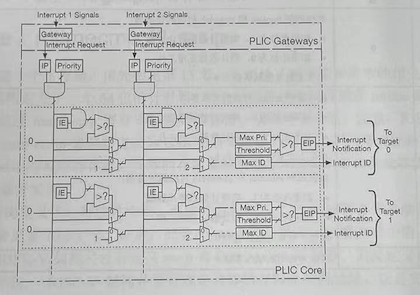 Interrupt 1 Signals Interrupt 2 Signals
Gateway Gateway
Interrupt Request Interrupt Request
PLIC Gateways
IP Priority IP Priority
IE >? IE >?
0
0
1 2
Max Pri.
Threshold >? EIP
Max ID
Interrupt Notification
Interrupt ID
To Target 0
IE >? IE >?
0
0
1 2
Max Pri.
Threshold >? EIP
Max ID
Interrupt Notification
Interrupt ID
To Target 1
PLIC Core